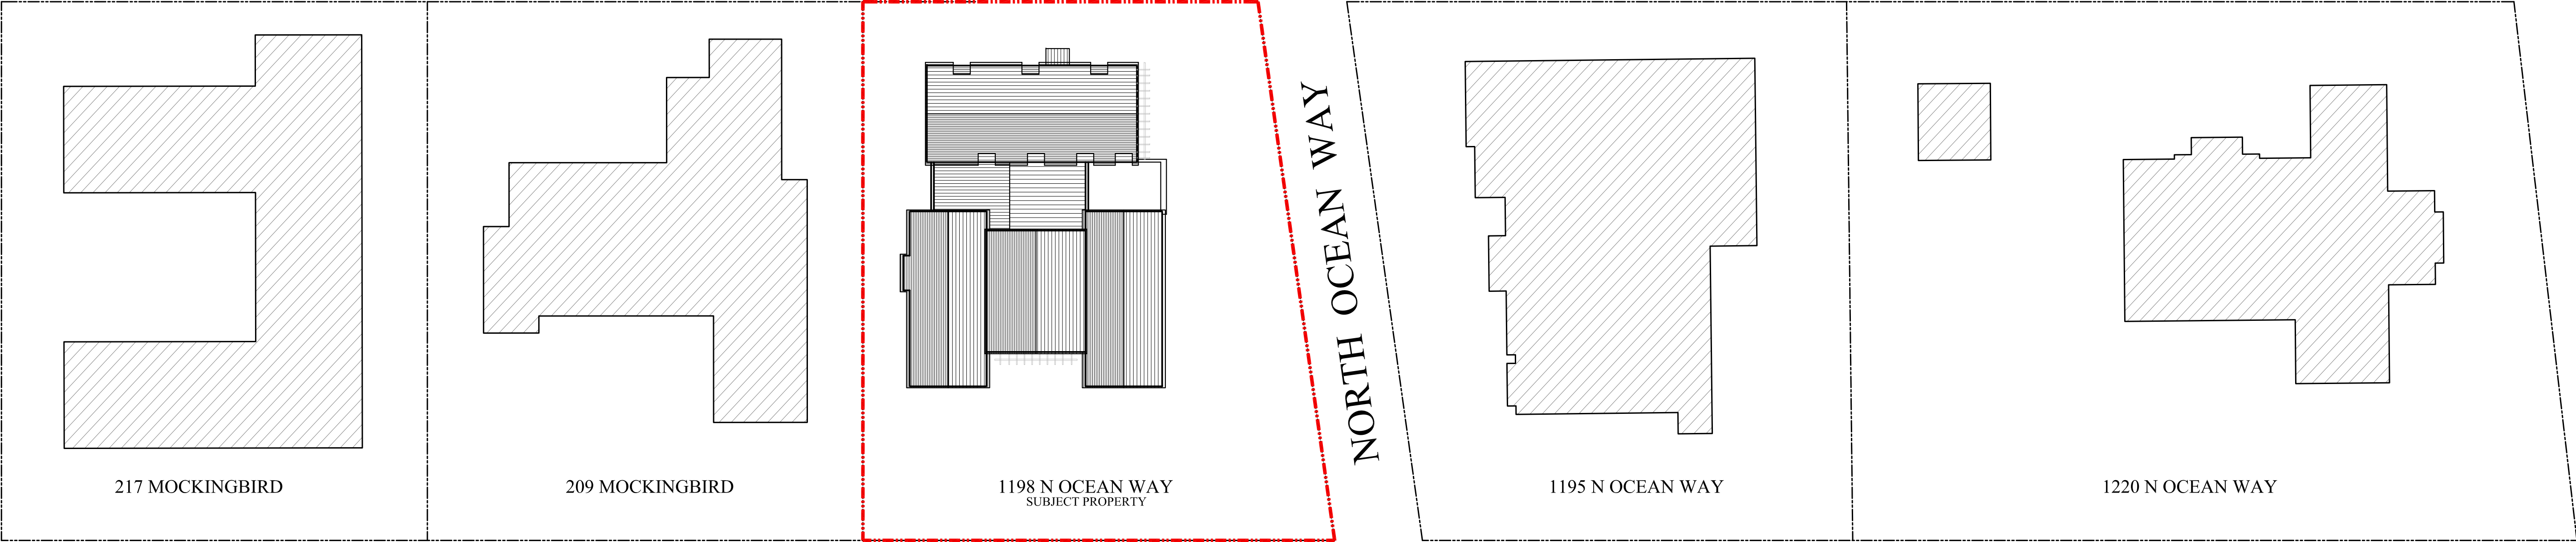 217 MOCKINGBIRD
209 MOCKINGBIRD
1198 N OCEAN WAY
SUBJECT PROPERTY
NORTH OCEAN WAY
1195 N OCEAN WAY
1220 N OCEAN WAY